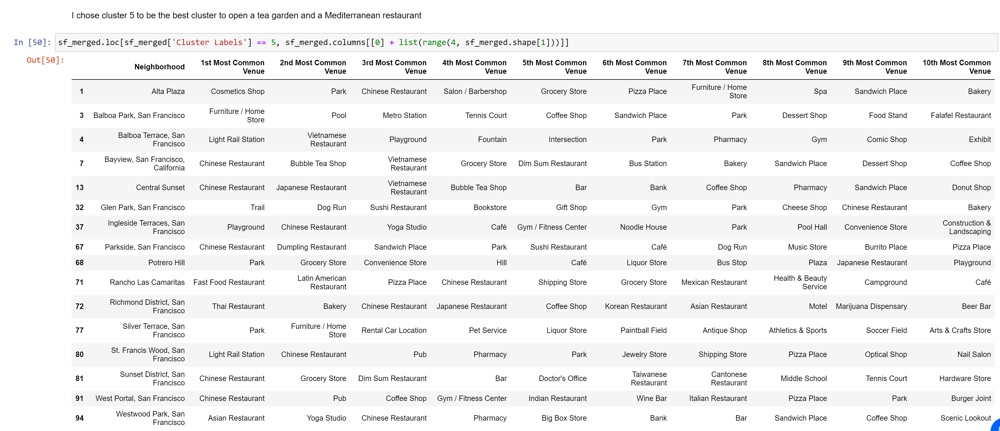 I chose cluster 5 to be the best cluster to open a tea garden and a Mediterranean restaurant
In [50]: sf_merged.loc[sf_merged['Cluster Labels'] == 5, sf_merged.columns[[0] + list(range(4, sf_merged.shape[1]))]]
Out[50]:
Neighborhood 1st Most Common Venue 2nd Most Common Venue 3rd Most Common Venue 4th Most Common Venue 5th Most Common Venue 6th Most Common Venue 7th Most Common Venue 8th Most Common Venue 9th Most Common Venue 10th Most Common Venue
1 Alta Plaza Cosmetics Shop Park Chinese Restaurant Salon / Barbershop Grocery Store Pizza Place Furniture / Home Store Spa Sandwich Place Bakery
3 Balboa Park, San Francisco Furniture / Home Store Pool Metro Station Tennis Court Coffee Shop Sandwich Place Park Dessert Shop Food Stand Falafel Restaurant
4 Balboa Terrace, San Francisco Light Rail Station Vietnamese Restaurant Playground Fountain Intersection Park Pharmacy Gym Comic Shop Exhibit
7 Bayview, San Francisco, California Chinese Restaurant Bubble Tea Shop Vietnamese Restaurant Grocery Store Dim Sum Restaurant Bus Station Bakery Sandwich Place Dessert Shop Coffee Shop
13 Central Sunset Chinese Restaurant Japanese Restaurant Vietnamese Restaurant Bubble Tea Shop Bar Bank Coffee Shop Pharmacy Sandwich Place Donut Shop
32 Glen Park, San Francisco Trail Dog Run Sushi Restaurant Bookstore Gift Shop Gym Park Cheese Shop Chinese Restaurant Bakery
37 Ingleside Terraces, San Francisco Playground Chinese Restaurant Yoga Studio Café Gym / Fitness Center Noodle House Park Pool Hall Convenience Store Construction & Landscaping
67 Parkside, San Francisco Chinese Restaurant Dumpling Restaurant Sandwich Place Park Sushi Restaurant Café Dog Run Music Store Burrito Place Pizza Place
68 Potrero Hill Park Grocery Store Convenience Store Hill Café Liquor Store Bus Stop Plaza Japanese Restaurant Playground
71 Rancho Las Camaritas Fast Food Restaurant Latin American Restaurant Pizza Place Chinese Restaurant Shipping Store Grocery Store Mexican Restaurant Health & Beauty Service Campground Café
72 Richmond District, San Francisco Thai Restaurant Bakery Chinese Restaurant Japanese Restaurant Coffee Shop Korean Restaurant Asian Restaurant Motel Marijuana Dispensary Beer Bar
77 Silver Terrace, San Francisco Park Furniture / Home Store Rental Car Location Pet Service Liquor Store Paintball Field Antique Shop Athletics & Sports Soccer Field Arts & Crafts Store
80 St. Francis Wood, San Francisco Light Rail Station Chinese Restaurant Pub Pharmacy Park Jewelry Store Shipping Store Pizza Place Optical Shop Nail Salon
81 Sunset District, San Francisco Chinese Restaurant Grocery Store Dim Sum Restaurant Bar Doctor's Office Taiwanese Restaurant Cantonese Restaurant Middle School Tennis Court Hardware Store
91 West Portal, San Francisco Chinese Restaurant Pub Coffee Shop Gym / Fitness Center Indian Restaurant Wine Bar Italian Restaurant Pizza Place Park Burger Joint
94 Westwood Park, San Francisco Asian Restaurant Yoga Studio Chinese Restaurant Pharmacy Big Box Store Bank Bar Sandwich Place Coffee Shop Scenic Lookout